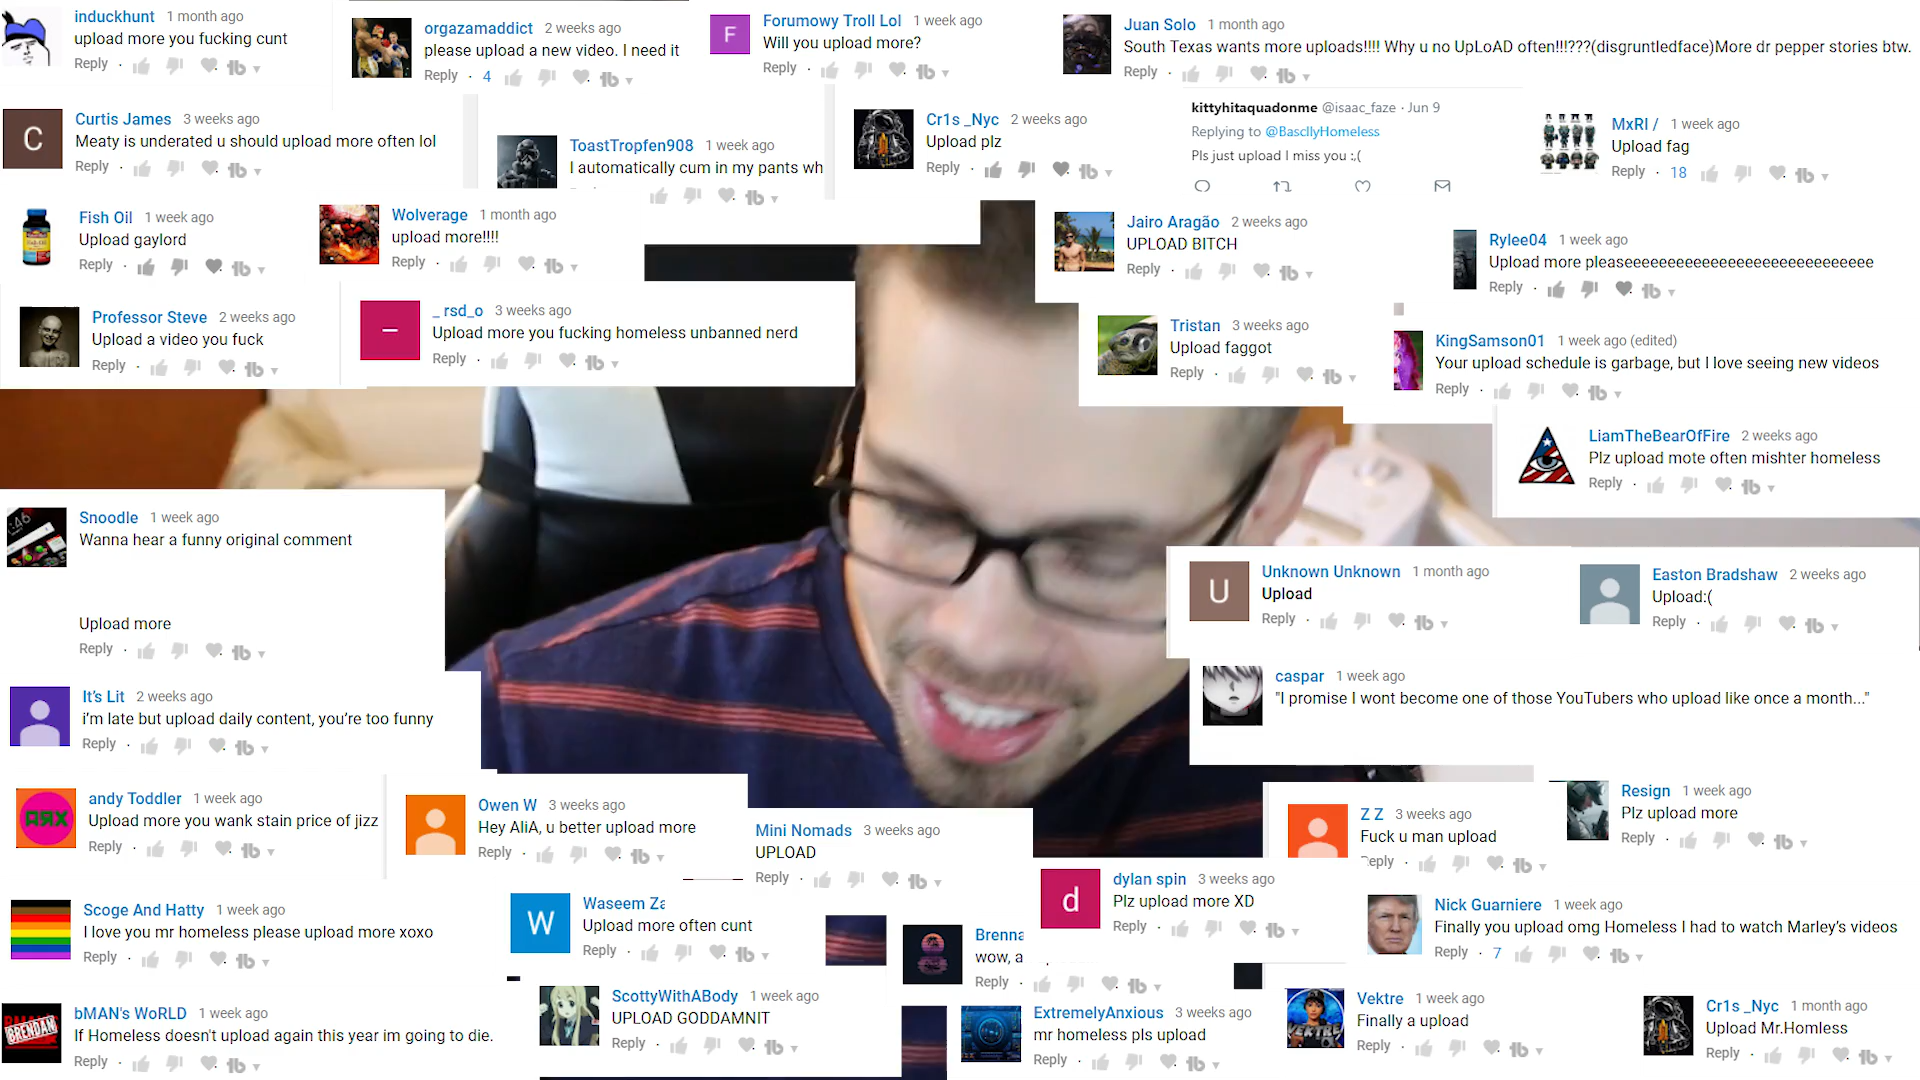 induckhunt 1 month ago
upload more you fucking cunt
Reply
orgazamaddict 2 weeks ago
please upload a new video. I need it
Reply 4
F
Forumowy Troll Lol 1 week ago
Will you upload more?
Reply
Juan Solo 1 month ago
South Texas wants more uploads!!!! Why u no UpLoAD often!!!???(disgruntledface)More dr pepper stories btw.
Reply
C
Curtis James 3 weeks ago
Meaty is underated u should upload more often lol
Reply
ToastTropfen908 1 week ago
I automatically cum in my pants wh
Cr1s _Nyc 2 weeks ago
Upload plz
Reply
kittyhitaquadonme @isaac_faze · Jun 9
Replying to @BascllyHomeless
Pls just upload I miss you :,(
MxRI / 1 week ago
Upload fag
Reply 18
Fish Oil 1 week ago
Upload gaylord
Reply
Wolverage 1 month ago
upload more!!!!
Reply
Jairo Aragão 2 weeks ago
UPLOAD BITCH
Reply
Rylee04 1 week ago
Upload more pleaseeeeeeeeeeeeeeeeeeeeeeeeeeee
Reply
Professor Steve 2 weeks ago
Upload a video you fuck
Reply
_ rsd_o 3 weeks ago
Upload more you fucking homeless unbanned nerd
Reply
Tristan 3 weeks ago
Upload faggot
Reply
KingSamson01 1 week ago (edited)
Your upload schedule is garbage, but I love seeing new videos
Reply
LiamTheBearOfFire 2 weeks ago
Plz upload mote often mishter homeless
Reply
Snoodle 1 week ago
Wanna hear a funny original comment
Upload more
Reply
U
Unknown Unknown 1 month ago
Upload
Reply
Easton Bradshaw 2 weeks ago
Upload:(
Reply
It's Lit 2 weeks ago
i'm late but upload daily content, you're too funny
Reply
caspar 1 week ago
"I promise I wont become one of those YouTubers who upload like once a month..."
andy Toddler 1 week ago
Upload more you wank stain price of jizz
Reply
Owen W 3 weeks ago
Hey AliA, u better upload more
Reply
Mini Nomads 3 weeks ago
UPLOAD
Reply
Z Z 3 weeks ago
Fuck u man upload
Reply
Resign 1 week ago
Plz upload more
Reply
Scoge And Hatty 1 week ago
I love you mr homeless please upload more xoxo
Reply
W
Waseem Za
Upload more often cunt
Reply
Brenna
wow, a
Reply
d
dylan spin 3 weeks ago
Plz upload more XD
Reply
Nick Guarniere 1 week ago
Finally you upload omg Homeless I had to watch Marley's videos
Reply 7
BRENDAN
bMAN's WoRLD 1 week ago
If Homeless doesn't upload again this year im going to die.
Reply
ScottyWithABody 1 week ago
UPLOAD GODDAMNIT
Reply
ExtremelyAnxious 3 weeks ago
mr homeless pls upload
Reply
VEKTRE
Vektre 1 week ago
Finally a upload
Reply
Cr1s _Nyc 1 month ago
Upload Mr.Homless
Reply